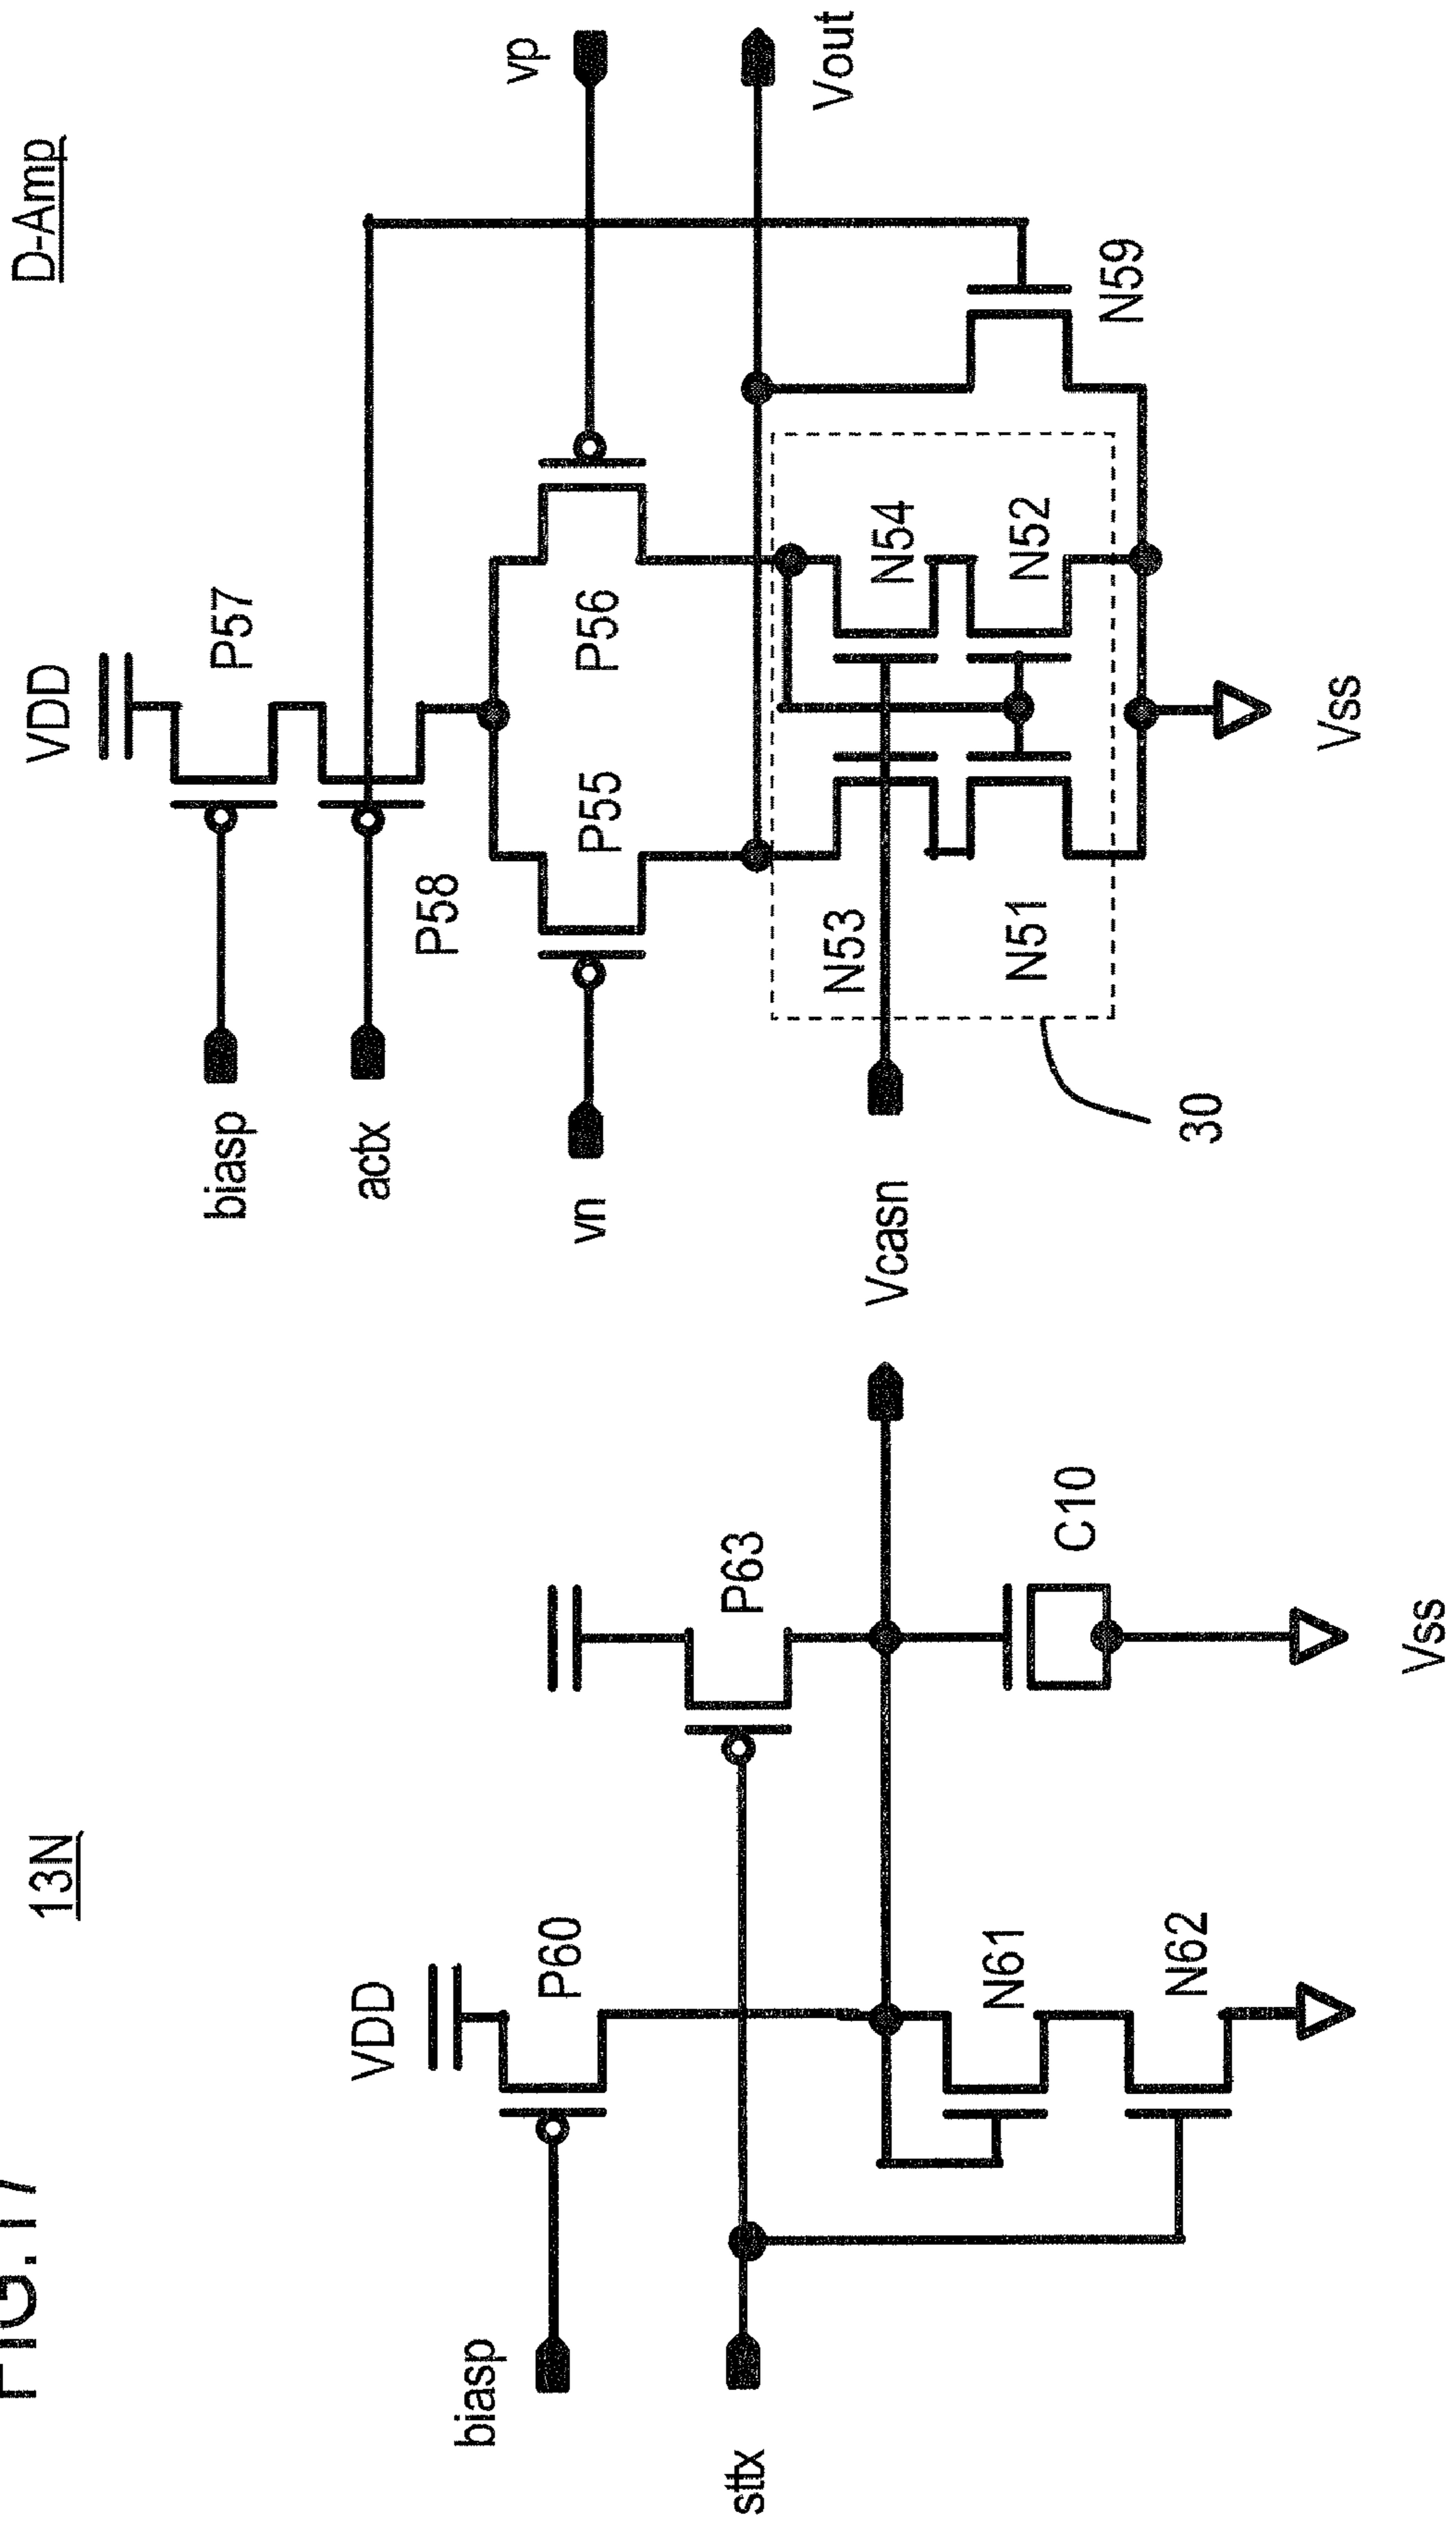 FIG.17
13N
D-Amp
VDD
P60
biasp
sttx
P63
N61
N62
C10
Vss
Vcasn
VDD
P57
biasp
actx
P58
vn
P55
P56
vp
Vout
N53
N54
N51
N52
N59
30
Vss